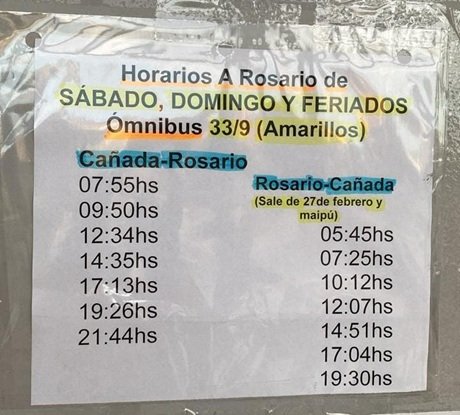 Horarios A Rosario de
SÁBADO, DOMINGO Y FERIADOS
Ómnibus 33/9 (Amarillos)
Cañada-Rosario
07:55hs
09:50hs
12:34hs
14:35hs
17:13hs
19:26hs
21:44hs
Rosario-Cañada
(Sale de 27de febrero y
maipú)
05:45hs
07:25hs
10:12hs
12:07hs
14:51hs
17:04hs
19:30hs